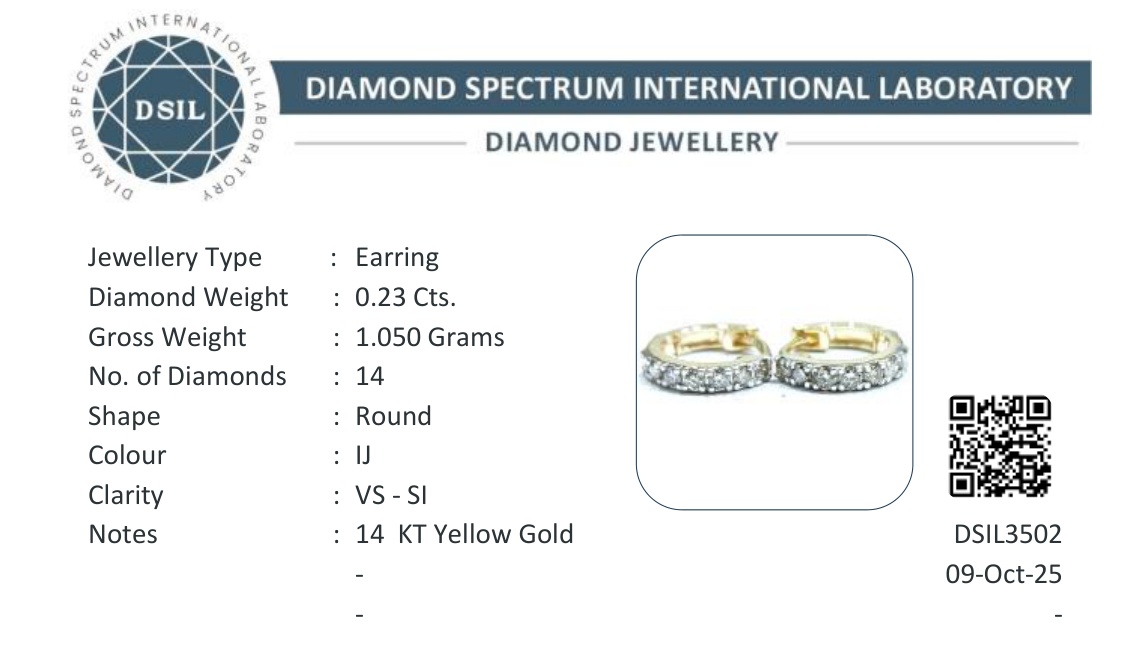 DIAMOND SPECTRUM INTERNATIONAL LABORATORY
DSIL
DIAMOND SPECTRUM INTERNATIONAL LABORATORY
DIAMOND JEWELLERY
Jewellery Type : Earring
Diamond Weight : 0.23 Cts.
Gross Weight : 1.050 Grams
No. of Diamonds : 14
Shape : Round
Colour : IJ
Clarity : VS - SI
Notes : 14 KT Yellow Gold
-
-
DSIL3502
09-Oct-25
-